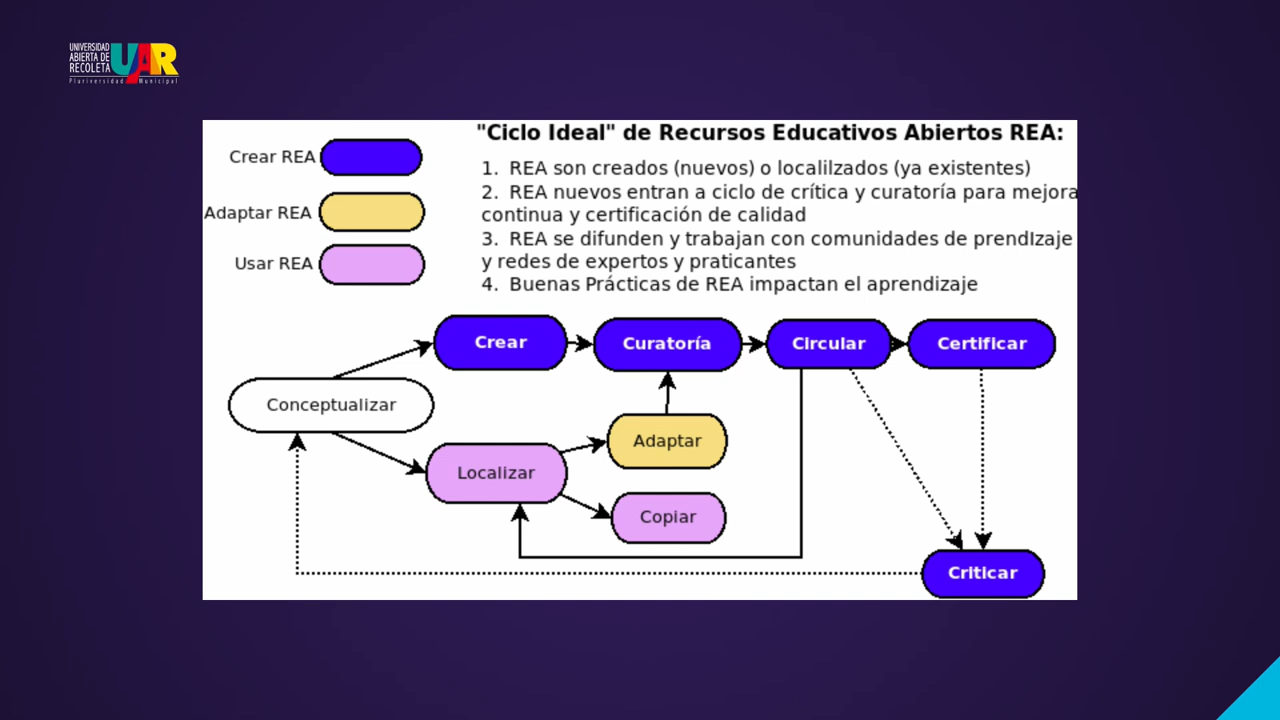 UNIVERSIDAD
ABIERTA DE
RECOLETA
UAR
Pluriversidad Municipal
"Ciclo Ideal" de Recursos Educativos Abiertos REA:
Crear REA
Adaptar REA
Usar REA
1. REA son creados (nuevos) o localilzados (ya existentes)
2. REA nuevos entran a ciclo de crítica y curatoría para mejora
continua y certificación de calidad
3. REA se difunden y trabajan con comunidades de prendIzaje
y redes de expertos y praticantes
4. Buenas Prácticas de REA impactan el aprendizaje
Crear
Curatoría
Circular
Certificar
Conceptualizar
Adaptar
Localizar
Copiar
Criticar